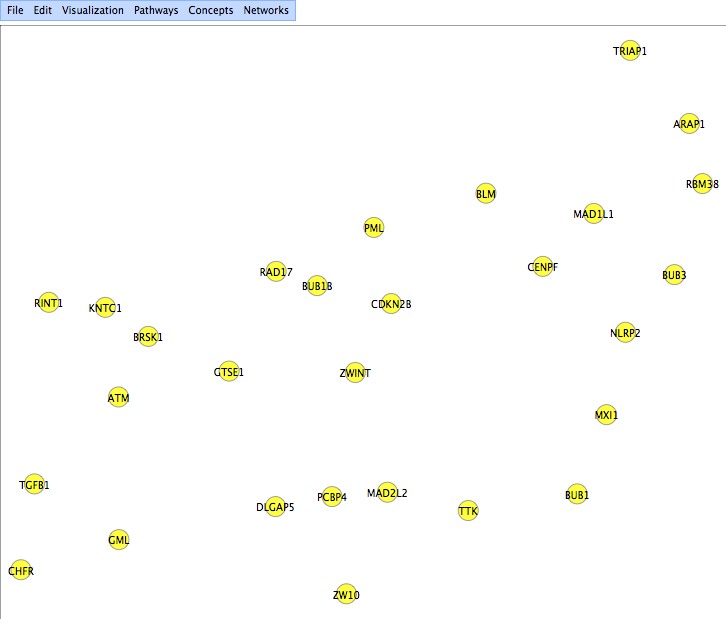 File Edit Visualization Pathways Concepts Networks
TRIAP1
ARAP1
RBM38
BLM
MAD1L1
PML
CENPF
RAD17
BUB3
BUB1B
RINT1
CDKN2B
KNTC1
NLRP2
BRSK1
GTSE1
ZWINT
ATM
MXI1
TGFB1
MAD2L2
BUB1
PCBP4
DLGAP5
TTK
GML
CHFR
ZW10